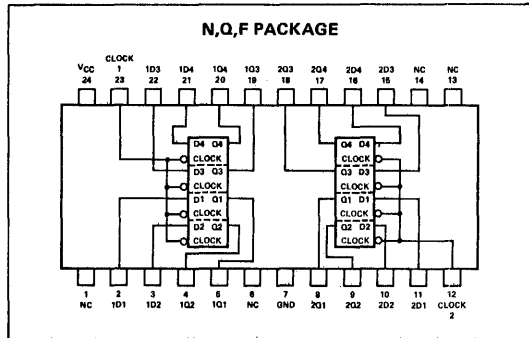 N,Q,F PACKAGE
VCC CLOCK 1 1D3 1D4 1Q4 1Q3 2Q3 2Q4 2D4 2D3 NC NC
24 23 22 21 20 19 18 17 16 15 14 13
D4 Q4 Q4 D4
CLOCK CLOCK
D3 Q3 Q3 D3
CLOCK CLOCK
D1 Q1 Q1 D1
CLOCK CLOCK
D2 Q2 Q2 D2
CLOCK CLOCK
1 2 3 4 5 6 7 8 9 10 11 12
NC 1D1 1D2 1Q2 1Q1 NC GND 2Q1 2Q2 2D2 2D1 CLOCK
2